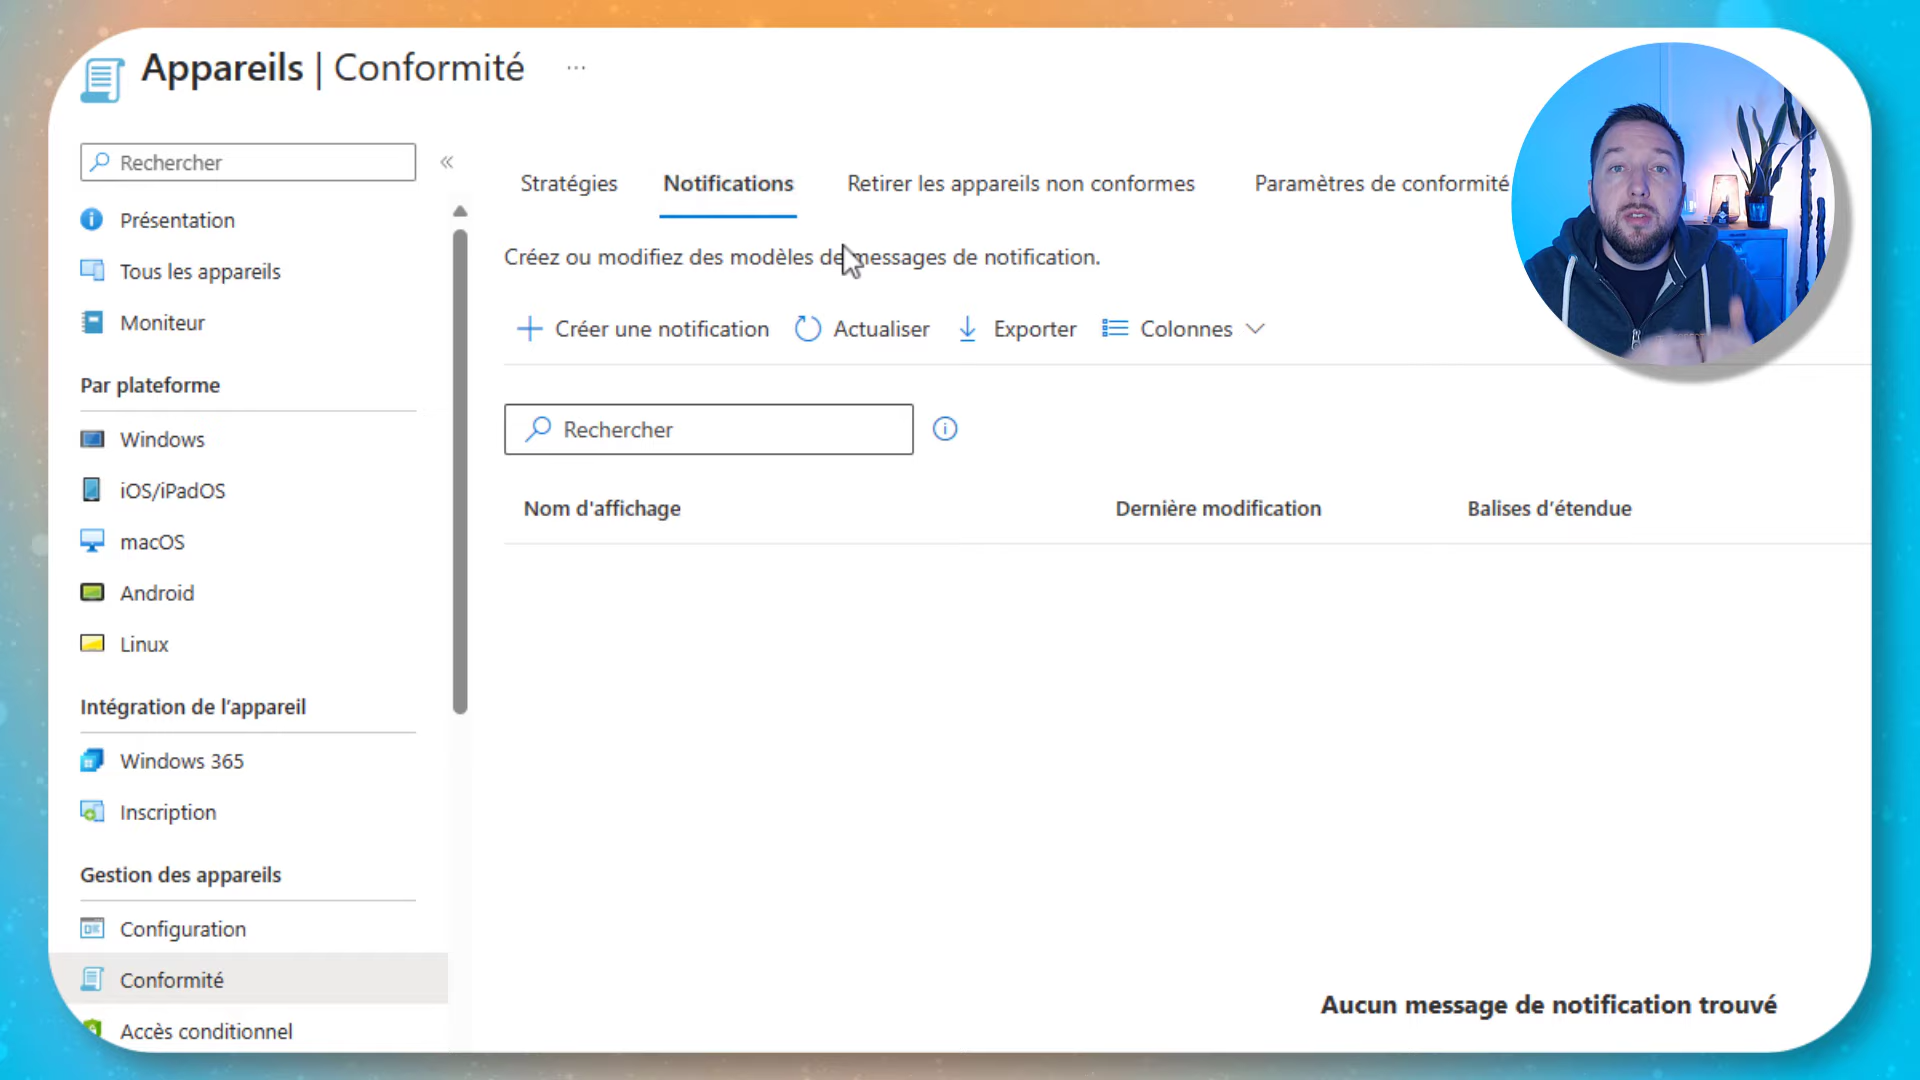 Appareils | Conformité ...
Rechercher
«
Présentation
Tous les appareils
Moniteur
Par plateforme
Windows
iOS/iPadOS
macOS
Android
Linux
Intégration de l'appareil
Windows 365
Inscription
Gestion des appareils
Configuration
Conformité
Accès conditionnel
Stratégies Notifications Retirer les appareils non conformes Paramètres de conformité
Créez ou modifiez des modèles de messages de notification.
Créer une notification Actualiser Exporter Colonnes
Rechercher
Nom d'affichage Dernière modification Balises d’étendue
Aucun message de notification trouvé